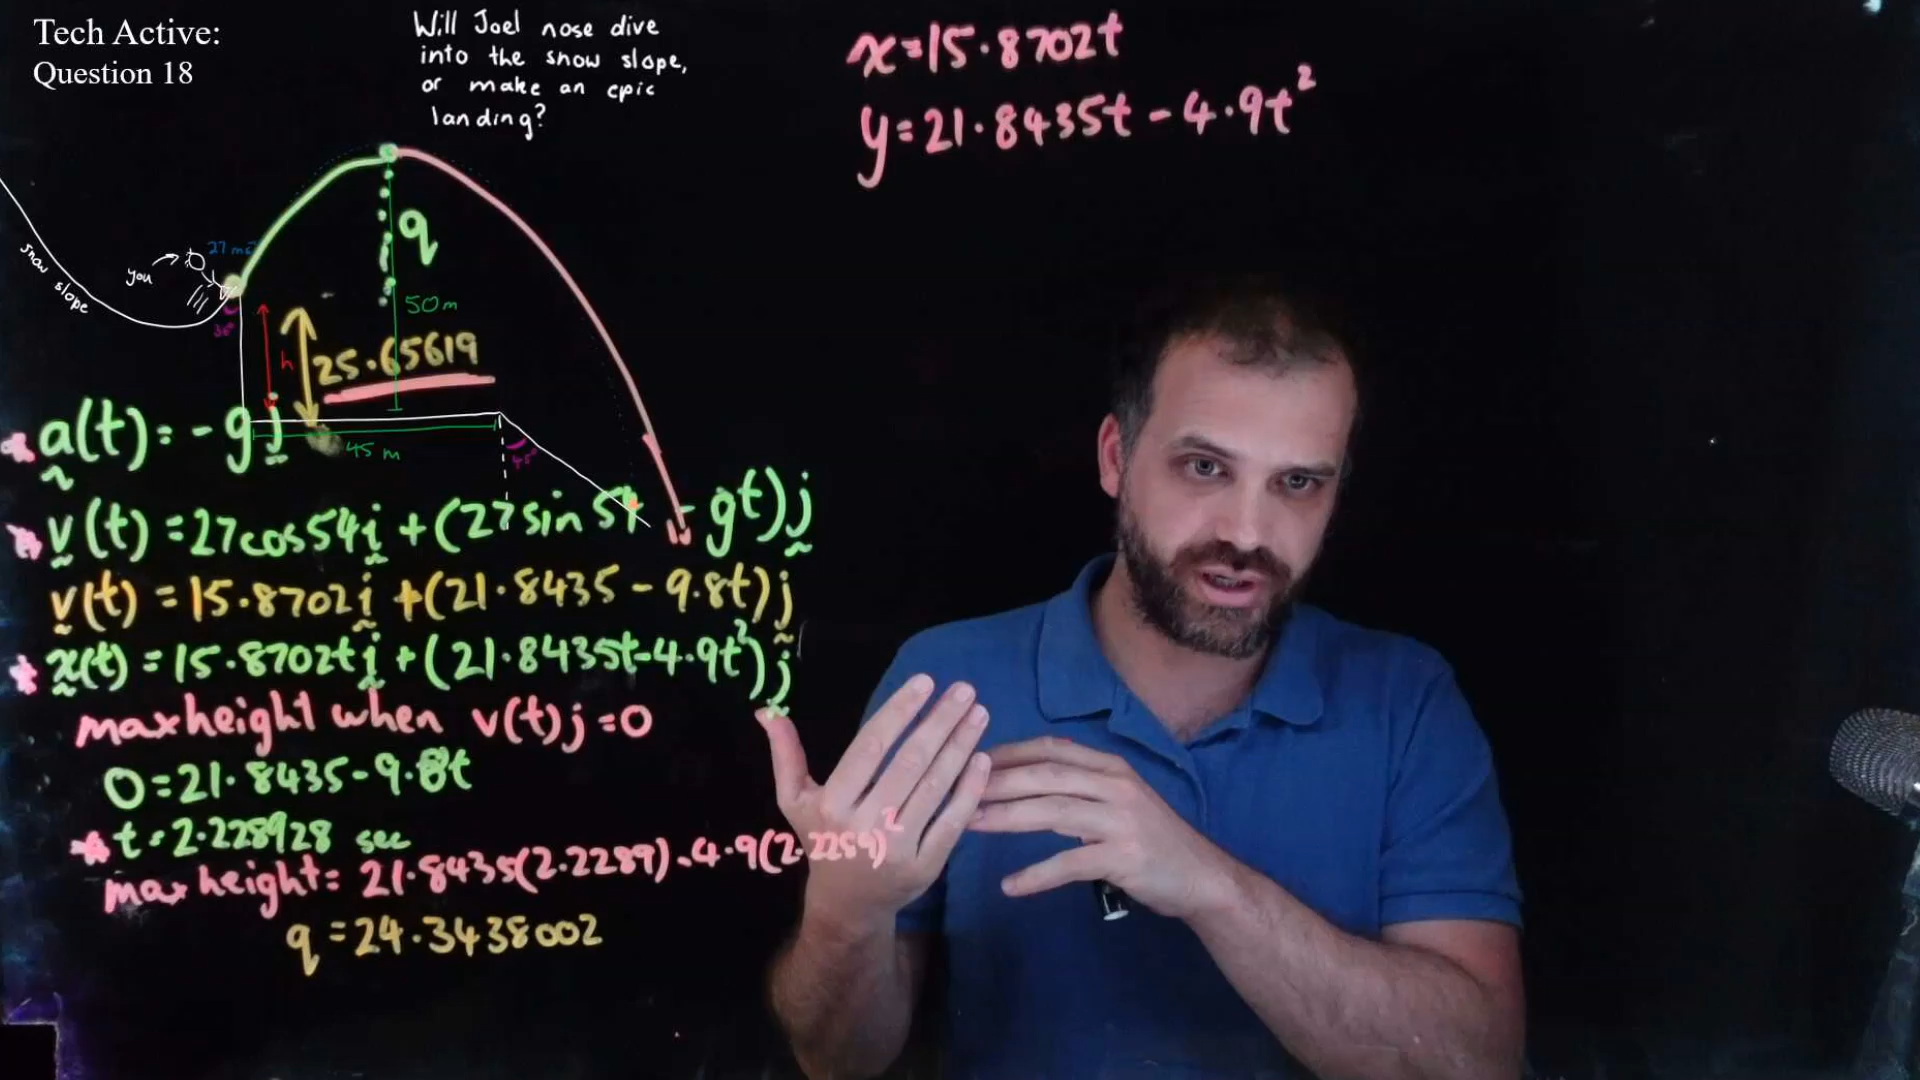 Tech Active:
Question 18
Will Joel nose dive
into the snow slope,
or make an epic
landing?
x=15.8702t
y=21.8435t-4.9t²
q
27 ms
you
snow slope
50m
36°
h
25.65619
45 m
45°
a(t)=-gj
v(t)=27cos54i+(27sin54-gt)j
v(t)=15.8702i+(21.8435-9.8t)j
x(t)=15.8702ti+(21.8435t-4.9t²)j
max height when v(t)j=0
0=21.8435-9.8t
t=2.228928 sec
max height=21.8435(2.2289)-4.9(2.2289)²
q=24.3438002